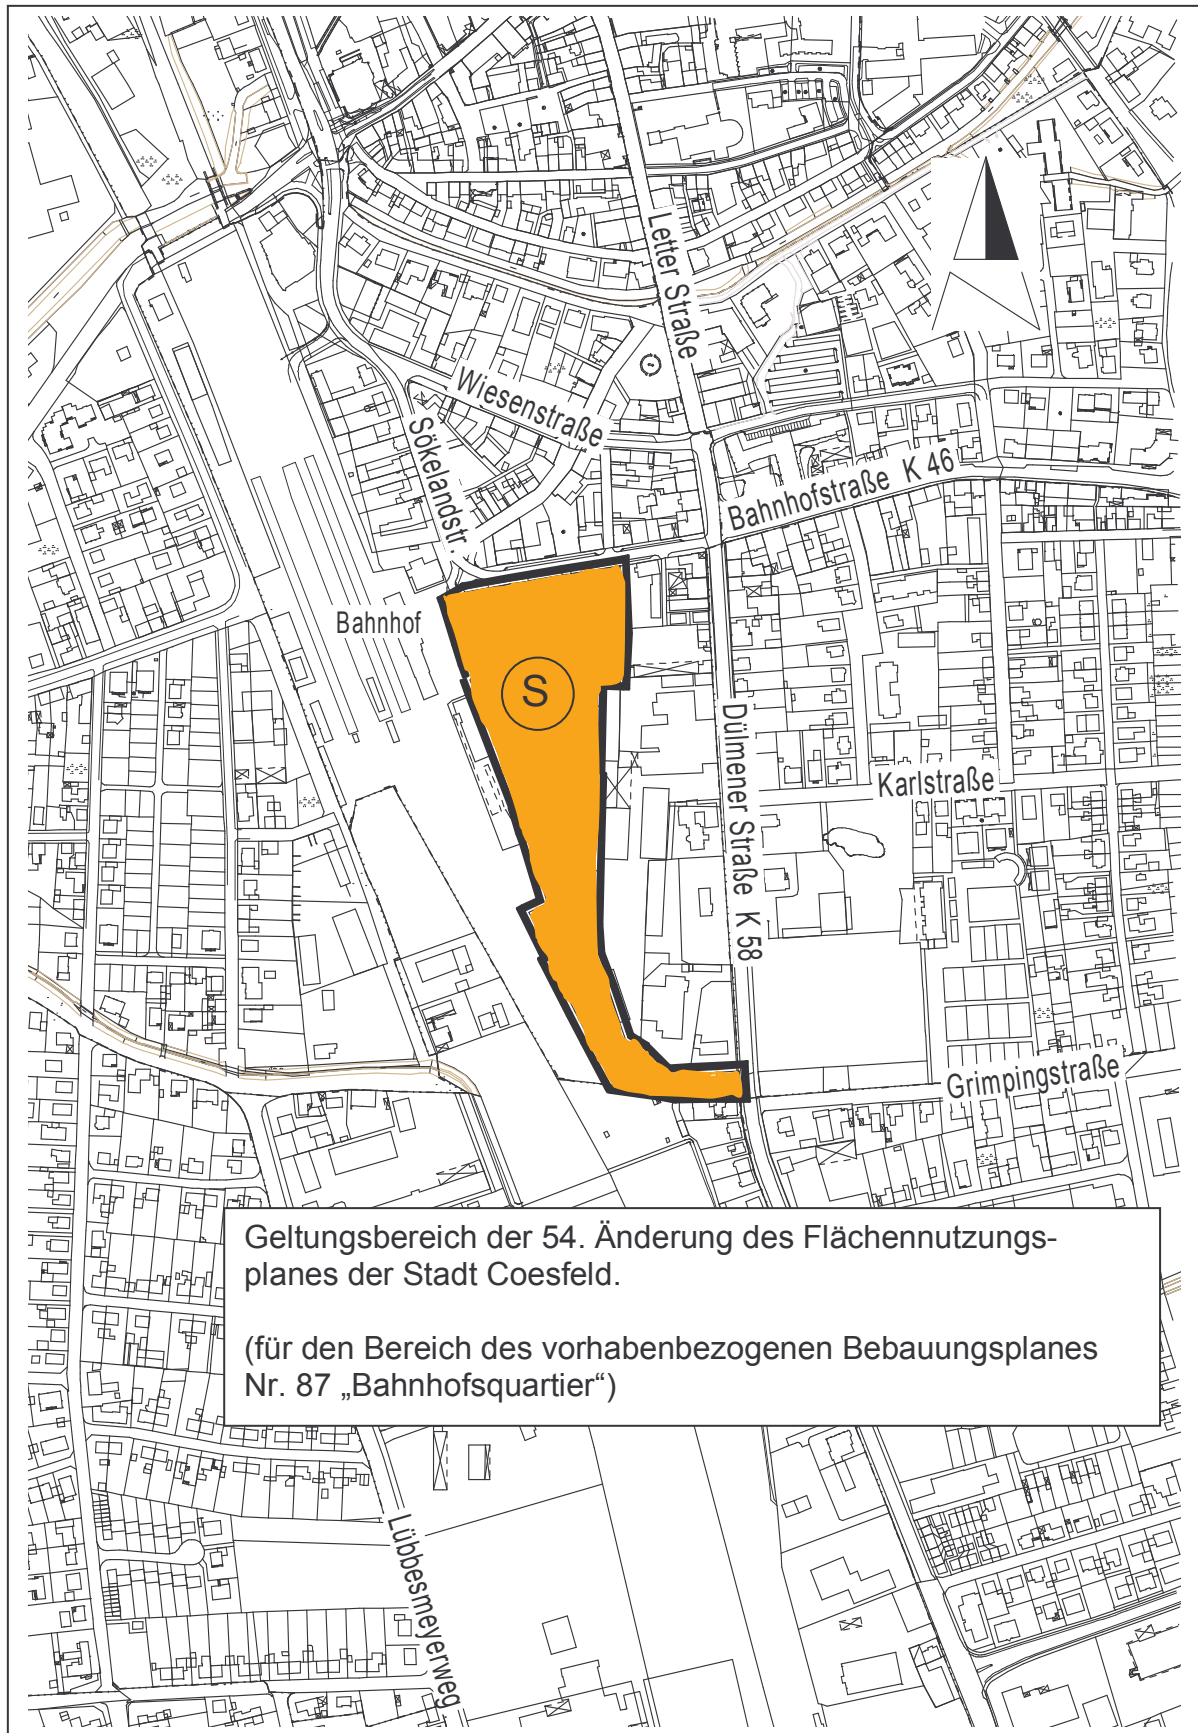 Letter Straße
Wiesenstraße
Sökelandstr.
Bahnhofstraße K 46
Bahnhof
S
Dülmener Straße K 58
Karlstraße
Grimpingstraße
Geltungsbereich der 54. Änderung des Flächennutzungs-
planes der Stadt Coesfeld.
(für den Bereich des vorhabenbezogenen Bebauungsplanes
Nr. 87 „Bahnhofsquartier“)
Lübbesmeyerweg